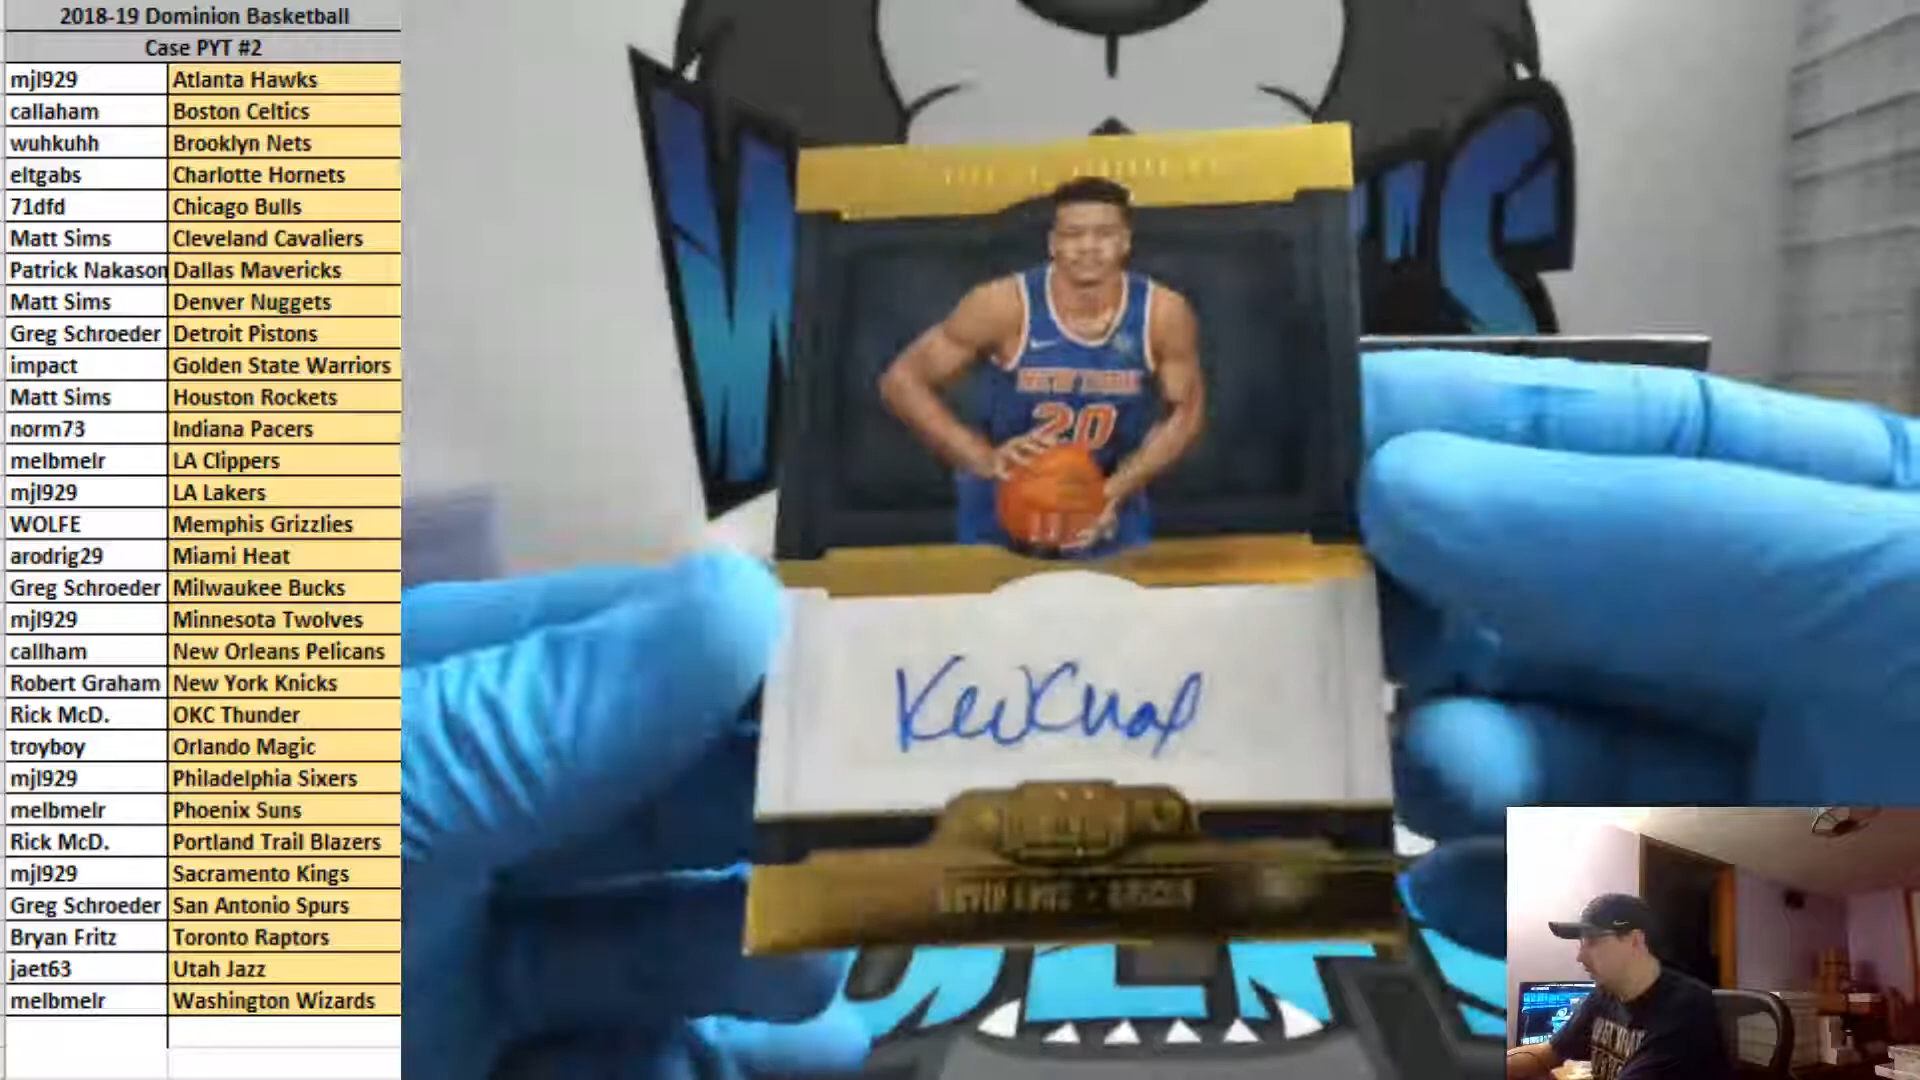 2018-19 Dominion Basketball
Case PYT #2
mjl929 Atlanta Hawks
callaham Boston Celtics
wuhkuhh Brooklyn Nets
eltgabs Charlotte Hornets
71dfd Chicago Bulls
Matt Sims Cleveland Cavaliers
Patrick Nakason Dallas Mavericks
Matt Sims Denver Nuggets
Greg Schroeder Detroit Pistons
impact Golden State Warriors
Matt Sims Houston Rockets
norm73 Indiana Pacers
melbmelr LA Clippers
mjl929 LA Lakers
WOLFE Memphis Grizzlies
arodrig29 Miami Heat
Greg Schroeder Milwaukee Bucks
mjl929 Minnesota Twolves
callham New Orleans Pelicans
Robert Graham New York Knicks
Rick McD. OKC Thunder
troyboy Orlando Magic
mjl929 Philadelphia Sixers
melbmelr Phoenix Suns
Rick McD. Portland Trail Blazers
mjl929 Sacramento Kings
Greg Schroeder San Antonio Spurs
Bryan Fritz Toronto Raptors
jaet63 Utah Jazz
melbmelr Washington Wizards
NEW YORK
20